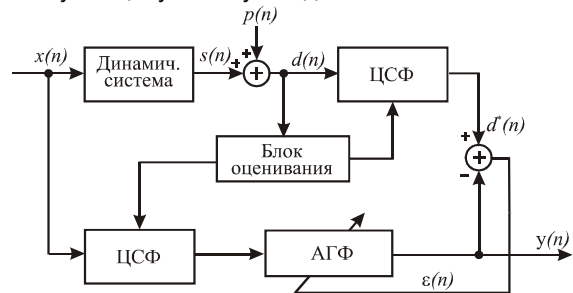 p(n)
x(n)
Динамич.
система
s(n)
+
+
+
d(n)
ЦСФ
d*(n)
Блок
оценивания
+
+
-
ЦСФ
АГФ
y(n)
ε(n)